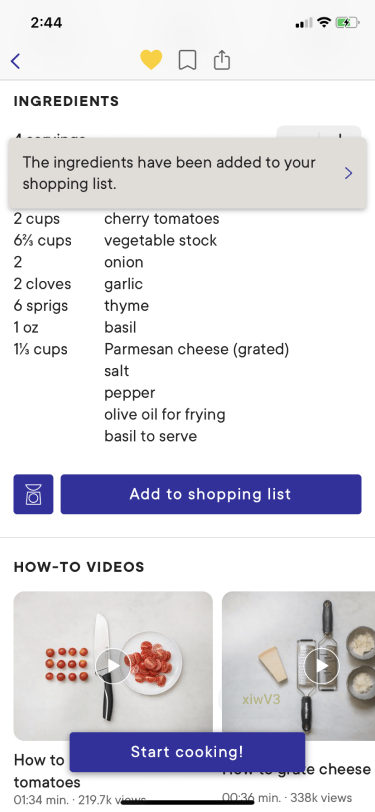 2:44
INGREDIENTS
4 servings
The ingredients have been added to your
shopping list.
2 cups cherry tomatoes
6⅔ cups vegetable stock
2 onion
2 cloves garlic
6 sprigs thyme
1 oz basil
1⅓ cups Parmesan cheese (grated)
salt
pepper
olive oil for frying
basil to serve
Add to shopping list
HOW-TO VIDEOS
xiwV3
Start cooking!
How to
tomatoes
01:34 min. · 219.7k views
How to grate cheese
00:36 min. · 338k views